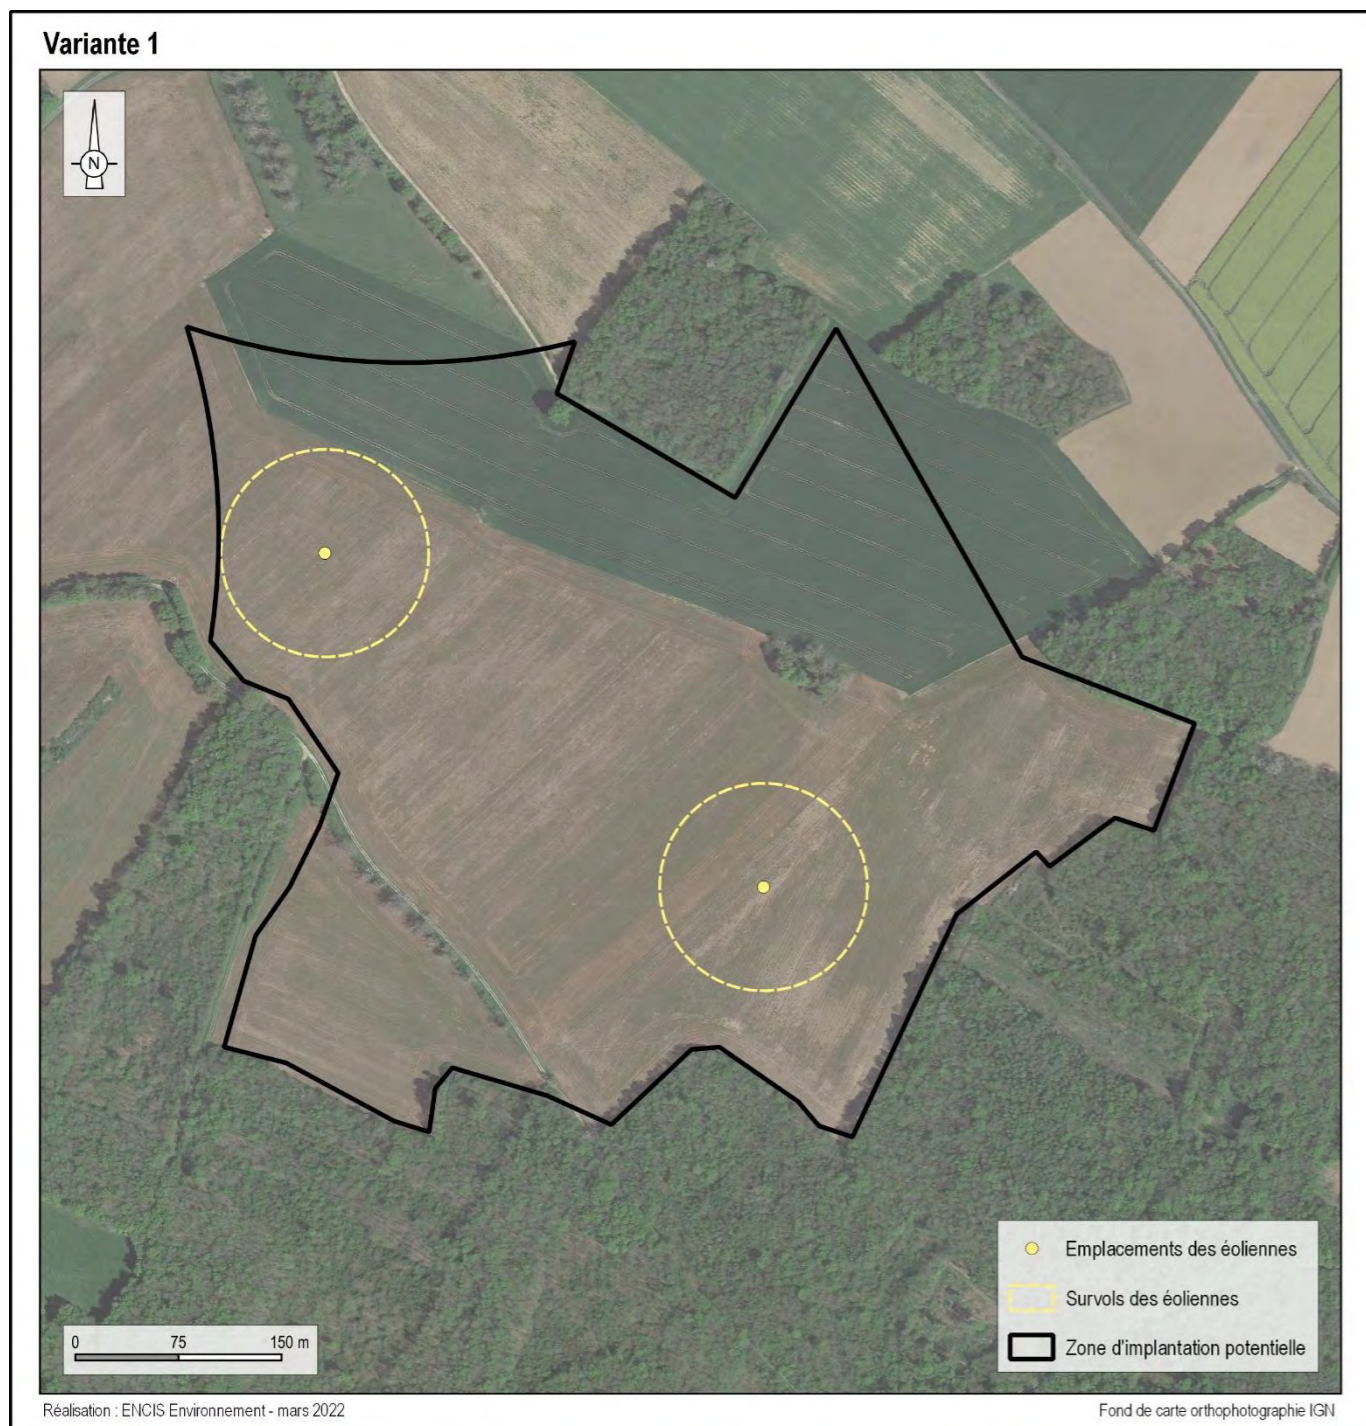 Variante 1
N
Emplacements des éoliennes
Survols des éoliennes
Zone d'implantation potentielle
0 75 150 m
Réalisation : ENCIS Environnement - mars 2022
Fond de carte orthophotographie IGN